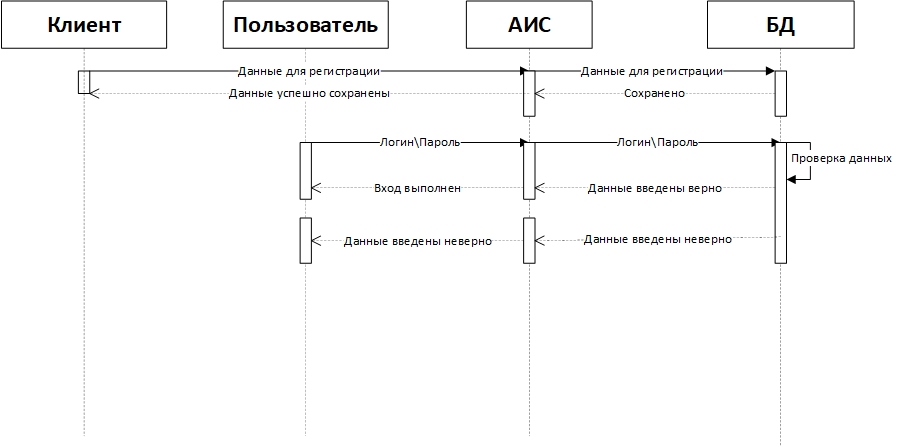 Клиент
Пользователь
АИС
БД
Данные для регистрации
Данные для регистрации
Данные успешно сохранены
Сохранено
Логин\Пароль
Логин\Пароль
Проверка данных
Вход выполнен
Данные введены верно
Данные введены неверно
Данные введены неверно